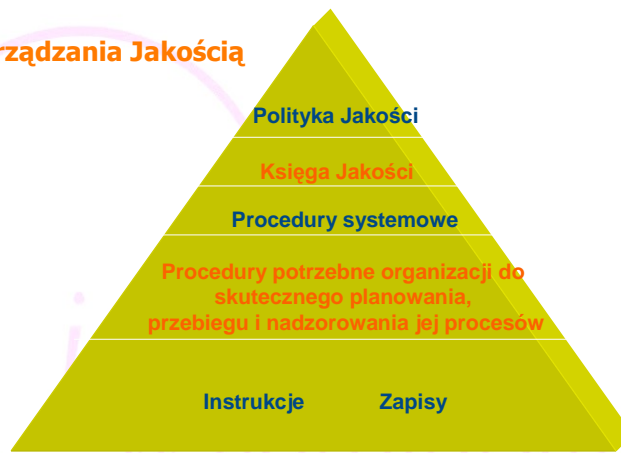 rządzania Jakością
Polityka Jakości
Księga Jakości
Procedury systemowe
Procedury potrzebne organizacji do
skutecznego planowania,
przebiegu i nadzorowania jej procesów
Instrukcje Zapisy